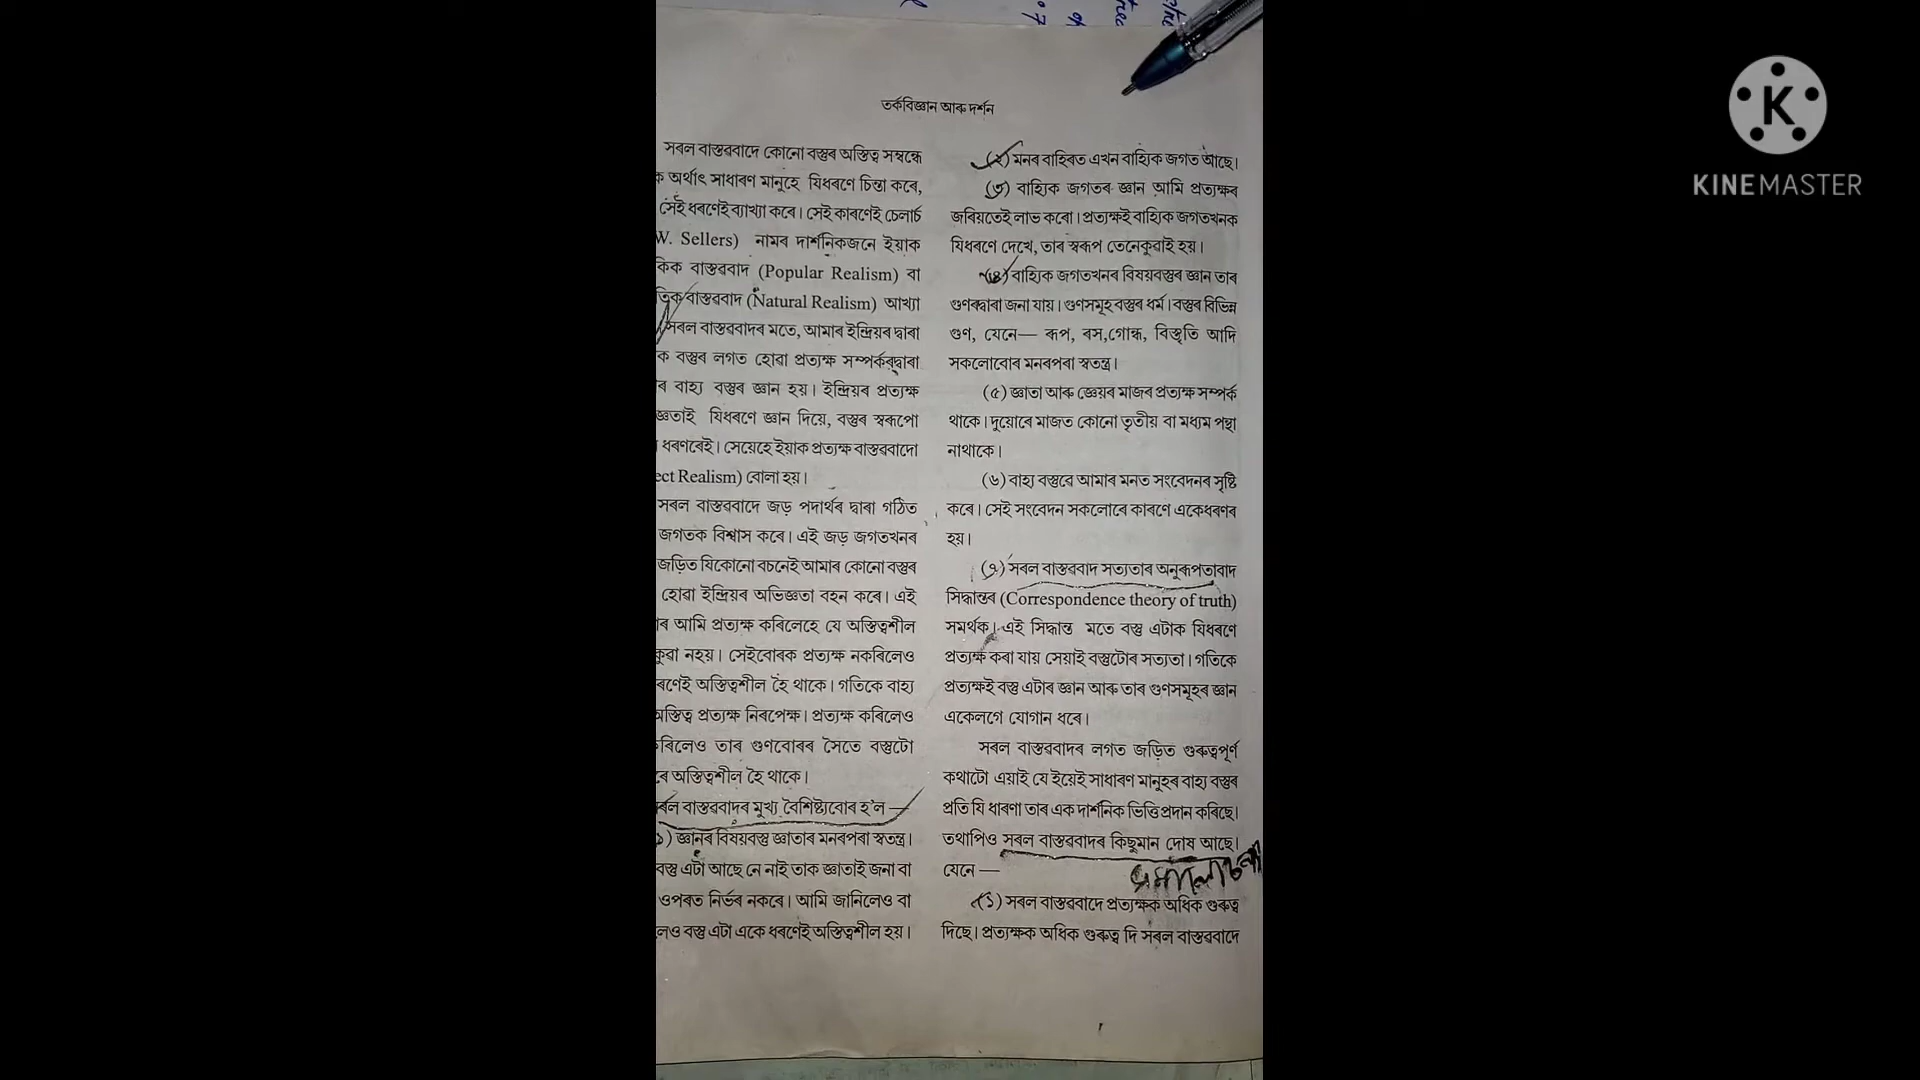 তৰ্কবিজ্ঞান আৰু দৰ্শন
সৰল বাস্তৱবাদে কোনো বস্তুৰ অস্তিত্ব সম্বন্ধে
ক অৰ্থাৎ সাধাৰণ মানুহে যিধৰণে চিন্তা কৰে,
সেই ধৰণেই ব্যাখ্যা কৰে। সেই কাৰণেই চেলাৰ্চ
W. Sellers) নামৰ দাৰ্শনিকজনে ইয়াক
কিক বাস্তৱবাদ (Popular Realism) বা
তিক বাস্তৱবাদ (Natural Realism) আখ্যা
সৰল বাস্তৱবাদৰ মতে, আমাৰ ইন্দ্ৰিয়ৰ দ্বাৰা
ক বস্তুৰ লগত হোৱা প্ৰত্যক্ষ সম্পৰ্কৰদ্বাৰা
ৰ বাহ্য বস্তুৰ জ্ঞান হয়। ইন্দ্ৰিয়ৰ প্ৰত্যক্ষ
জ্ঞতাই যিধৰণে জ্ঞান দিয়ে, বস্তুৰ স্বৰূপো
ধৰণৰেই। সেয়েহে ইয়াক প্ৰত্যক্ষ বাস্তৱবাদো
ect Realism) বোলা হয়।
সৰল বাস্তৱবাদে জড় পদাৰ্থৰ দ্বাৰা গঠিত
জগতক বিশ্বাস কৰে। এই জড় জগতখনৰ
জড়িত যিকোনো বচনেই আমাৰ কোনো বস্তুৰ
হোৱা ইন্দ্ৰিয়ৰ অভিজ্ঞতা বহন কৰে। এই
ৰ আমি প্ৰত্যক্ষ কৰিলেহে যে অস্তিত্বশীল
কুৱা নহয়। সেইবোৰক প্ৰত্যক্ষ নকৰিলেও
ৰণেই অস্তিত্বশীল হৈ থাকে। গতিকে বাহ্য
অস্তিত্ব প্ৰত্যক্ষ নিৰপেক্ষ। প্ৰত্যক্ষ কৰিলেও
কৰিলেও তাৰ গুণবোৰৰ সৈতে বস্তুটো
ৰে অস্তিত্বশীল হৈ থাকে।
ৰল বাস্তৱবাদৰ মুখ্য বৈশিষ্ট্যবোৰ হ'ল —
১) জ্ঞানৰ বিষয়বস্তু জ্ঞাতাৰ মনৰপৰা স্বতন্ত্ৰ।
বস্তু এটা আছে নে নাই তাক জ্ঞাতাই জনা বা
ওপৰত নিৰ্ভৰ নকৰে। আমি জানিলেও বা
লেও বস্তু এটা একে ধৰণেই অস্তিত্বশীল হয়।
(২) মনৰ বাহিৰত এখন বাহ্যিক জগত আছে।
(৩) বাহ্যিক জগতৰ জ্ঞান আমি প্ৰত্যক্ষৰ
জৰিয়তেই লাভ কৰো। প্ৰত্যক্ষই বাহ্যিক জগতখনক
যিধৰণে দেখে, তাৰ স্বৰূপ তেনেকুৱাই হয়।
(৪) বাহ্যিক জগতখনৰ বিষয়বস্তুৰ জ্ঞান তাৰ
গুণৰদ্বাৰা জনা যায়। গুণসমূহ বস্তুৰ ধৰ্ম। বস্তুৰ বিভিন্ন
গুণ, যেনে— ৰূপ, ৰস,গোন্ধ, বিস্তৃতি আদি
সকলোবোৰ মনৰপৰা স্বতন্ত্ৰ।
(৫) জ্ঞাতা আৰু জ্ঞেয়ৰ মাজৰ প্ৰত্যক্ষ সম্পৰ্ক
থাকে। দুয়োৰে মাজত কোনো তৃতীয় বা মধ্যম পন্থা
নাথাকে।
(৬) বাহ্য বস্তুৱে আমাৰ মনত সংবেদনৰ সৃষ্টি
কৰে। সেই সংবেদন সকলোৰে কাৰণে একেধৰণৰ
হয়।
(৭) সৰল বাস্তৱবাদ সত্যতাৰ অনুৰূপতাবাদ
সিদ্ধান্তৰ (Correspondence theory of truth)
সমৰ্থক। এই সিদ্ধান্ত মতে বস্তু এটাক যিধৰণে
প্ৰত্যক্ষ কৰা যায় সেয়াই বস্তুটোৰ সত্যতা। গতিকে
প্ৰত্যক্ষই বস্তু এটাৰ জ্ঞান আৰু তাৰ গুণসমূহৰ জ্ঞান
একেলগে যোগান ধৰে।
সৰল বাস্তৱবাদৰ লগত জড়িত গুৰুত্বপূৰ্ণ
কথাটো এয়াই যে ইয়েই সাধাৰণ মানুহৰ বাহ্য বস্তুৰ
প্ৰতি যি ধাৰণা তাৰ এক দাৰ্শনিক ভিত্তি প্ৰদান কৰিছে।
তথাপিও সৰল বাস্তৱবাদৰ কিছুমান দোষ আছে।
যেনে —
সমালোচনা
(১) সৰল বাস্তৱবাদে প্ৰত্যক্ষক অধিক গুৰুত্ব
দিছে। প্ৰত্যক্ষক অধিক গুৰুত্ব দি সৰল বাস্তৱবাদে
KINEMASTER